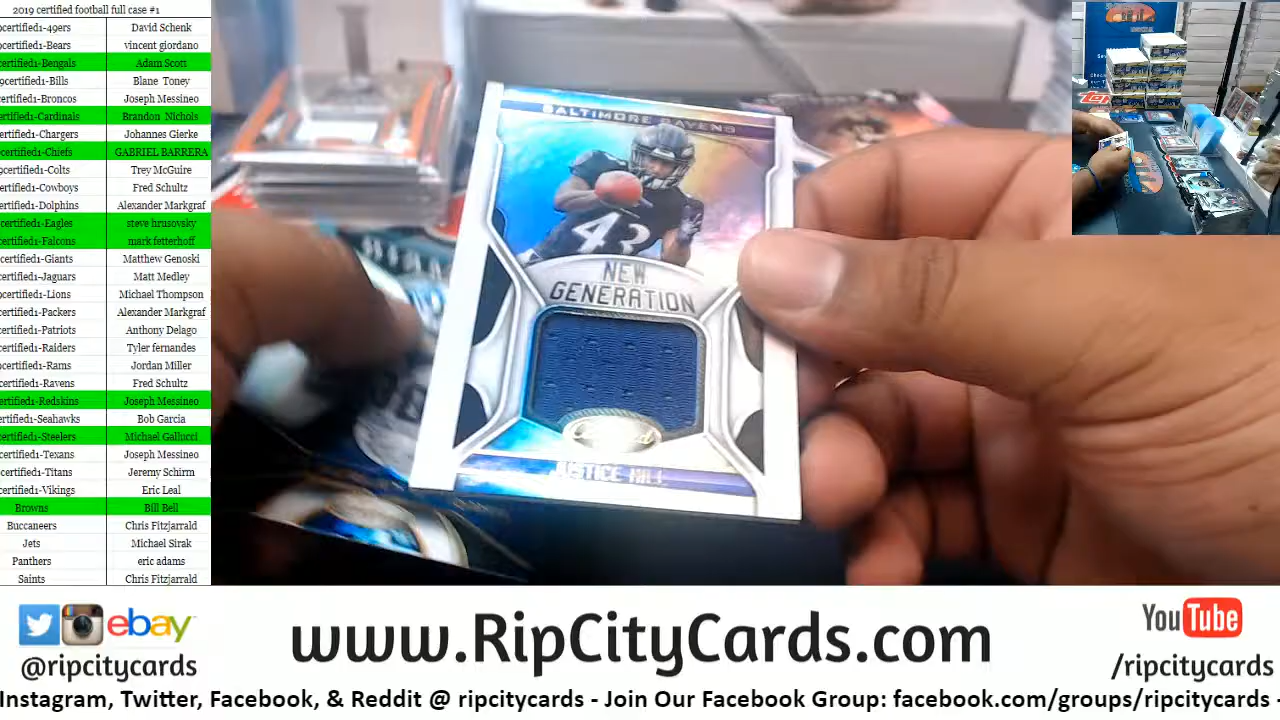 2019 certified football full case #1
9certified1-49ers David Schenk
9certified1-Bears vincent giordano
certified1-Bengals Adam Scott
9certified1-Bills Blane Toney
certified1-Broncos Joseph Messineo
certified1-Cardinals Brandon Nichols
certified1-Chargers Johannes Gierke
certified1-Chiefs GABRIEL BARRERA
9certified1-Colts Trey McGuire
certified1-Cowboys Fred Schultz
certified1-Dolphins Alexander Markgraf
certified1-Eagles steve hrusovsky
certified1-Falcons mark fetterhoff
certified1-Giants Matthew Genoski
certified1-Jaguars Matt Medley
certified1-Lions Michael Thompson
certified1-Packers Alexander Markgraf
certified1-Patriots Anthony Delago
certified1-Raiders Tyler fernandes
certified1-Rams Jordan Miller
certified1-Ravens Fred Schultz
certified1-Redskins Joseph Messineo
ertified1-Seahawks Bob Garcia
certified1-Steelers Michael Gallucci
certified1-Texans Joseph Messineo
certified1-Titans Jeremy Schirm
certified1-Vikings Eric Leal
Browns Bill Bell
Buccaneers Chris Fitzjarrald
Jets Michael Sirak
Panthers eric adams
Saints Chris Fitzjarrald
BALTIMORE RAVENS
43
NEW
GENERATION
Certified
JUSTICE HILL
ebay
@ripcitycards
www.RipCityCards.com
YouTube
/ripcitycards
Instagram, Twitter, Facebook, & Reddit @ ripcitycards - Join Our Facebook Group: facebook.com/groups/ripcitycards -